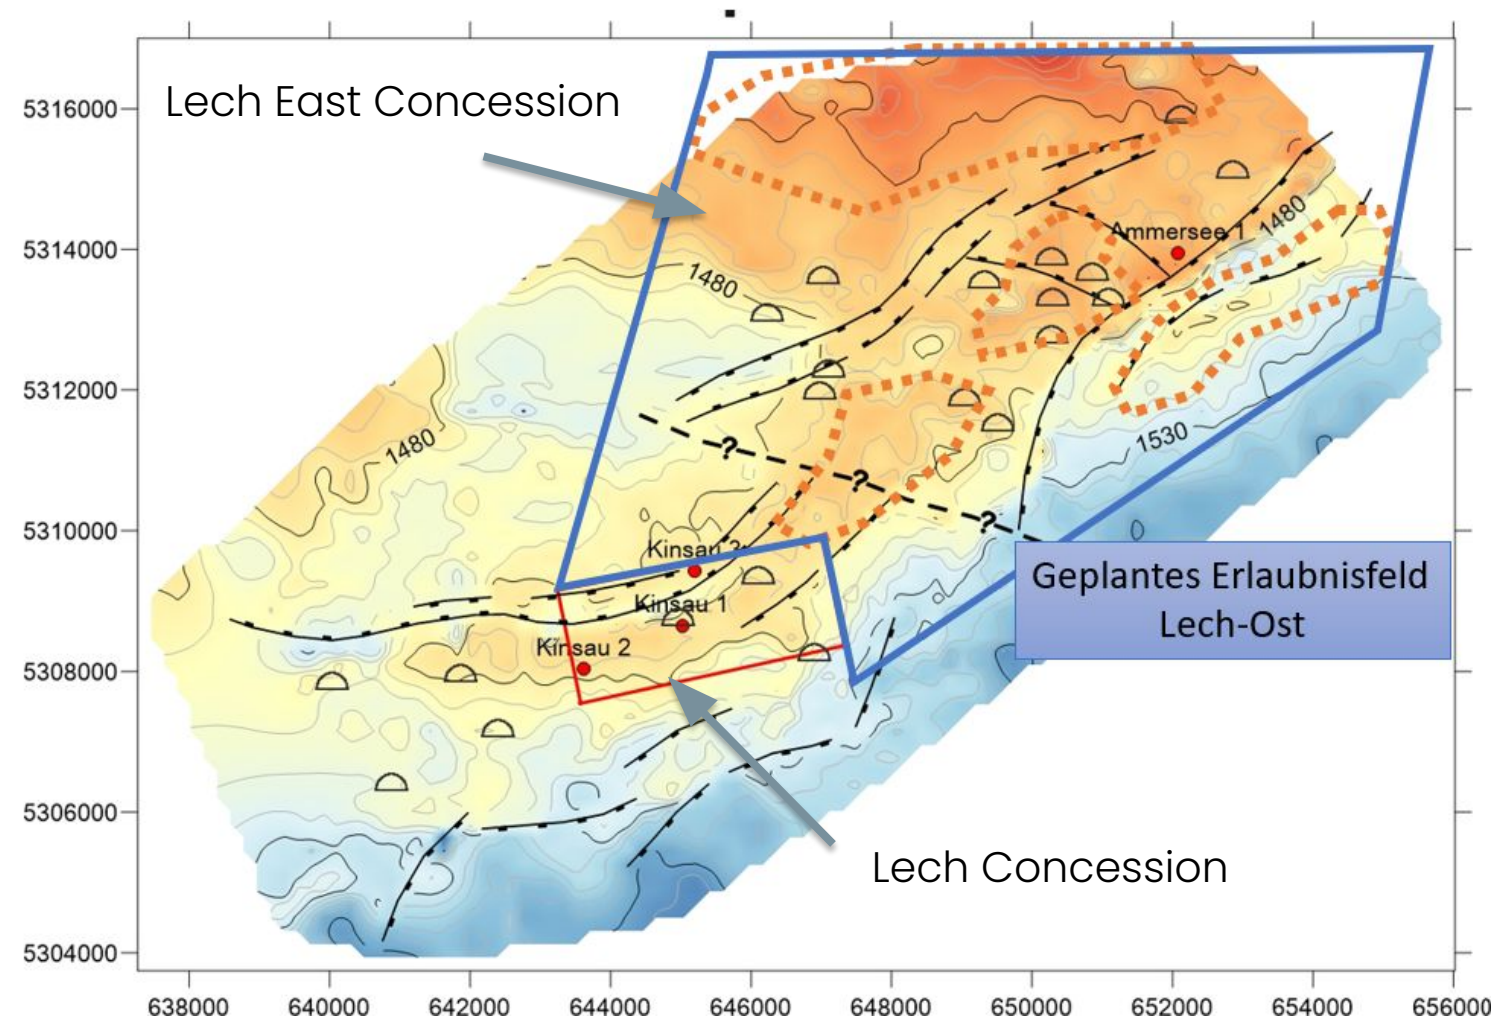 Lech East Concession
5316000
5314000
5312000
5310000
5308000
5306000
5304000
Ammersee 1
1480
1480
1480
1530
?
?
?
Kinsau 3
Kinsau 1
Kinsau 2
Geplantes Erlaubnisfeld
Lech-Ost
Lech Concession
638000 640000 642000 644000 646000 648000 650000 652000 654000 656000